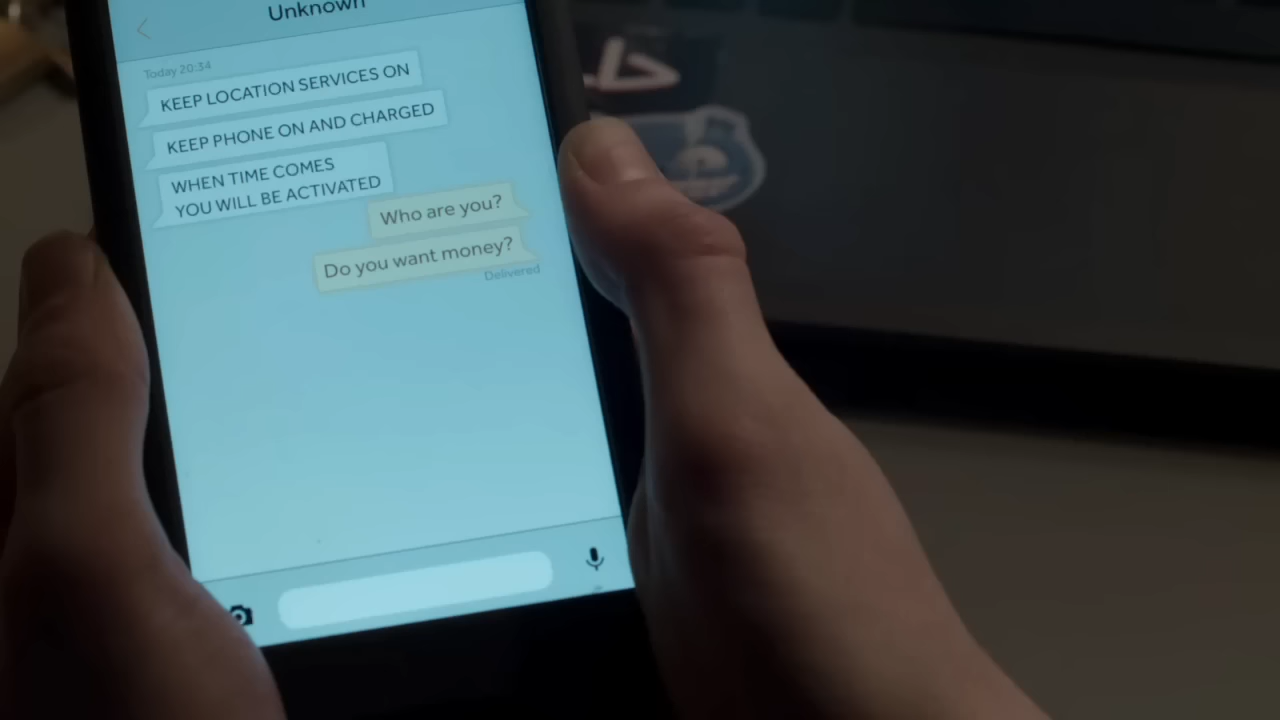 Unknown
Today 20:34
KEEP LOCATION SERVICES ON
KEEP PHONE ON AND CHARGED
WHEN TIME COMES
YOU WILL BE ACTIVATED
Who are you?
Do you want money?
Delivered